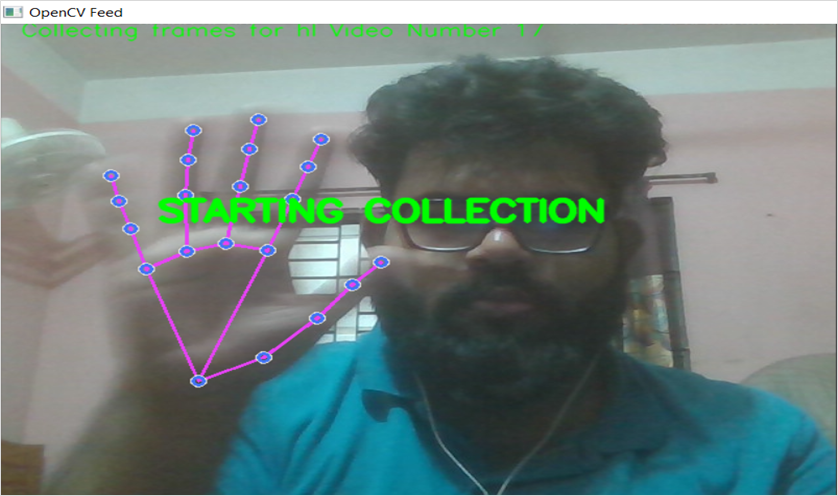 OpenCV Feed
Collecting frames for hi Video Number 17
STARTING COLLECTION